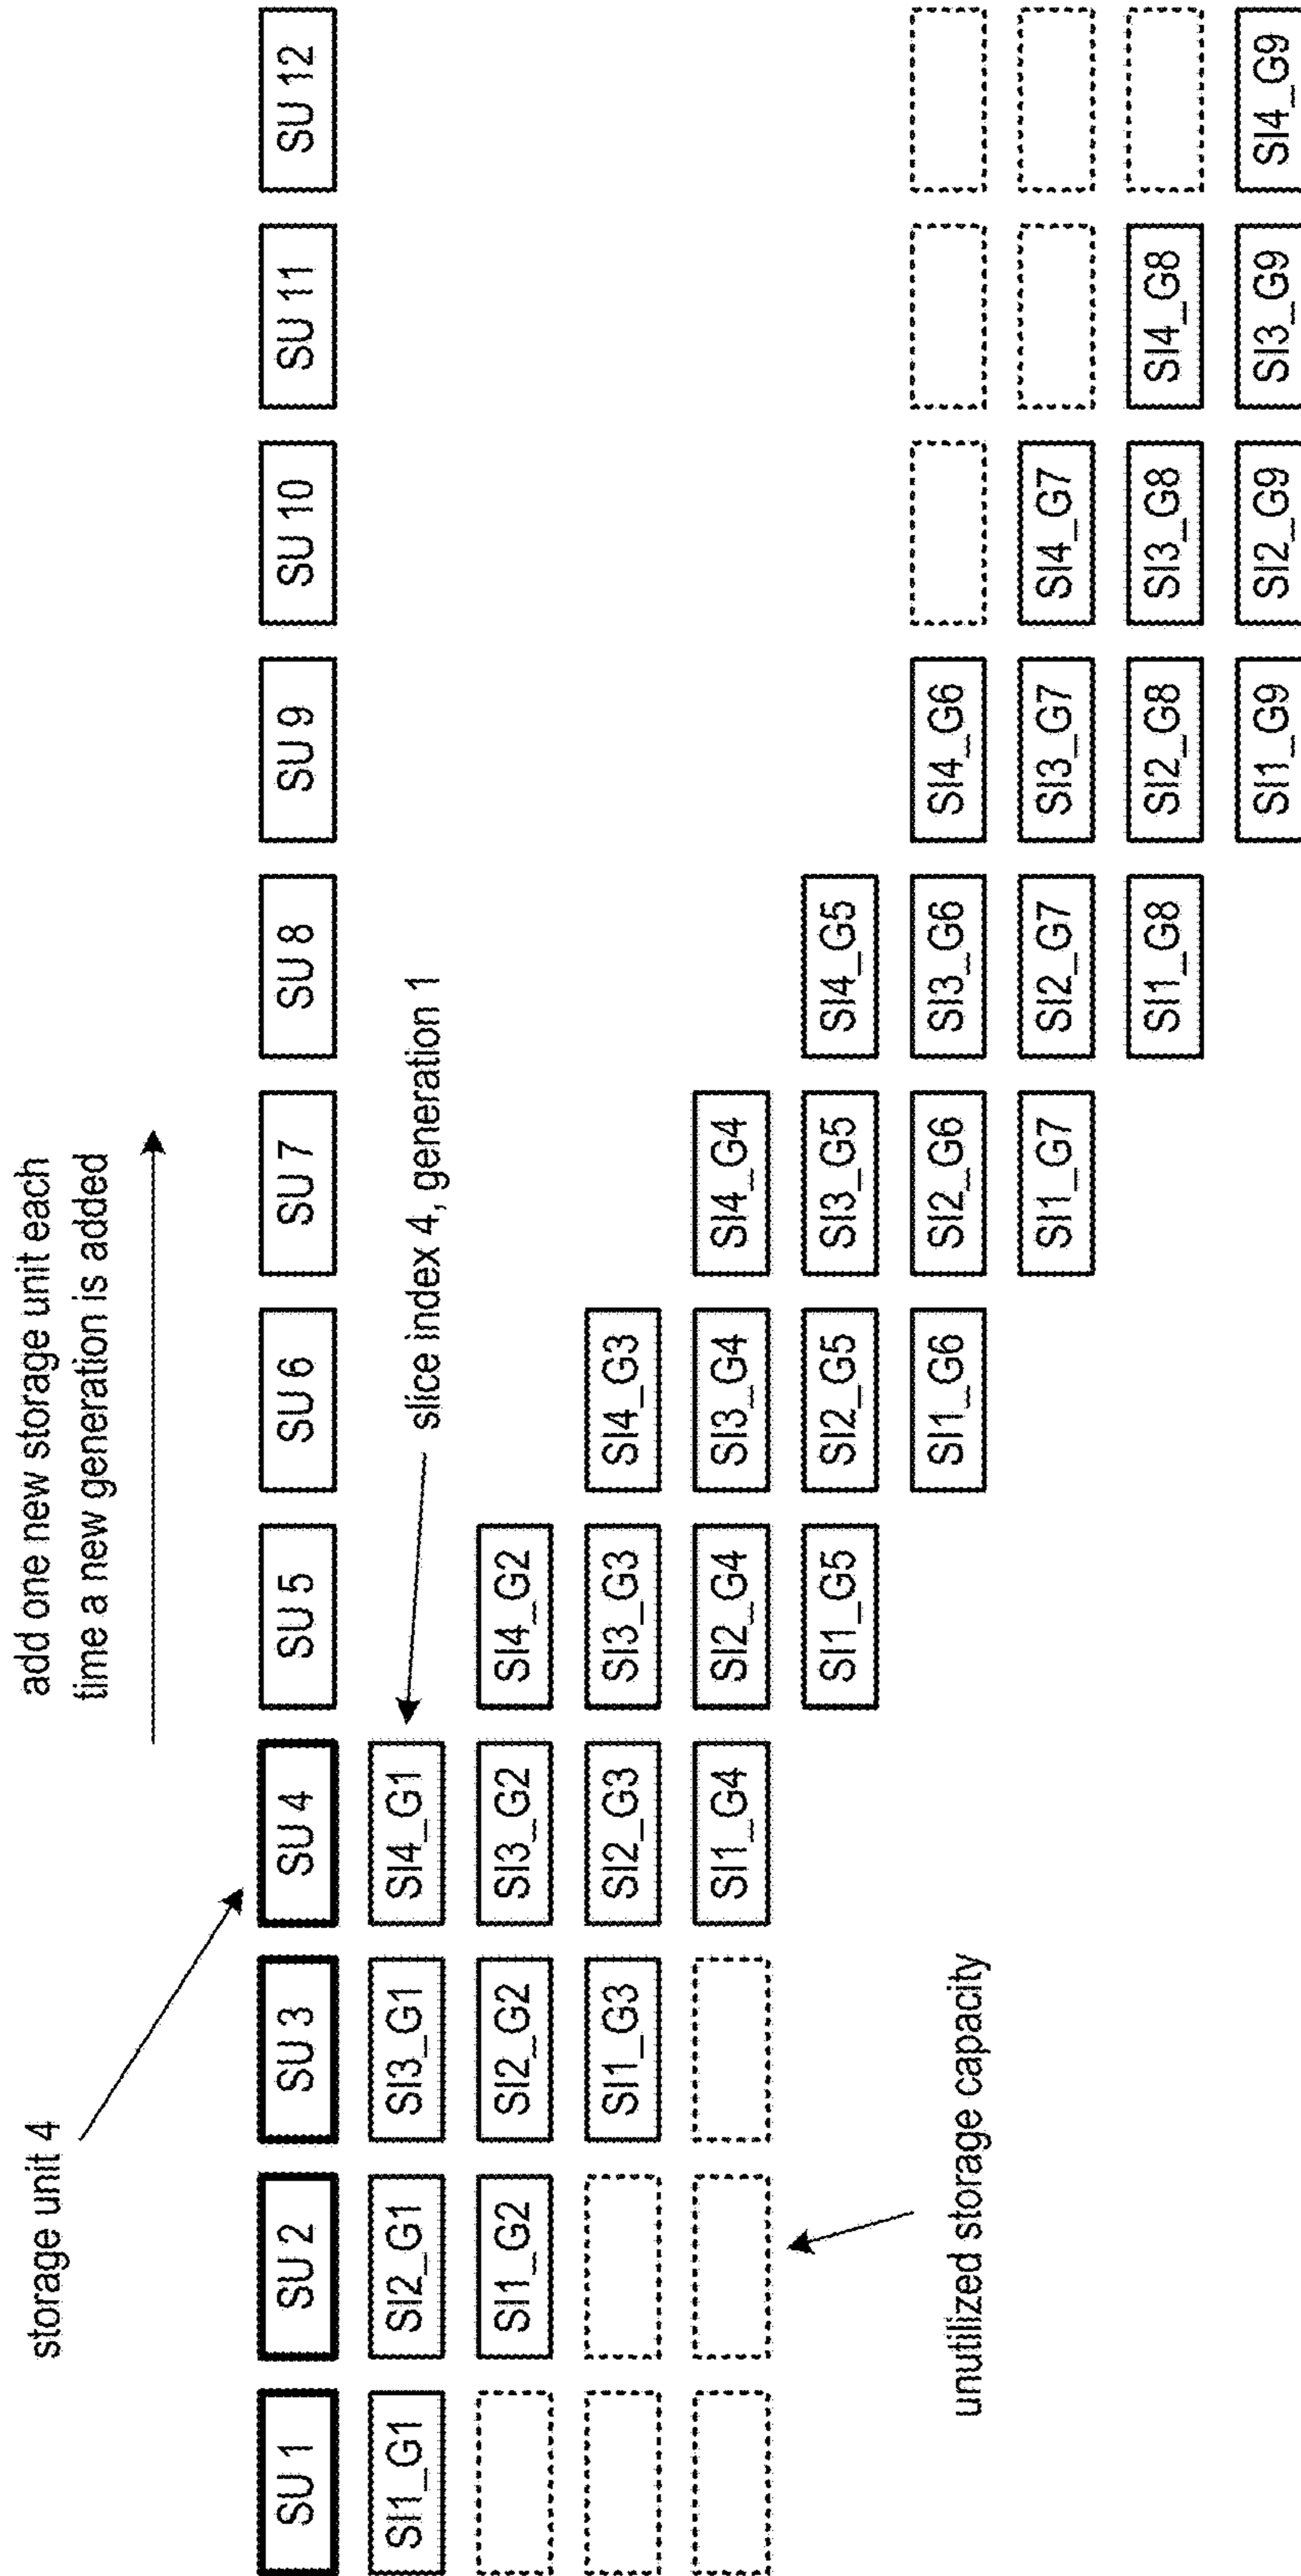 add one new storage unit each
time a new generation is added
storage unit 4
SU 1 SU 2 SU 3 SU 4 SU 5 SU 6 SU 7 SU 8 SU 9 SU 10 SU 11 SU 12
SI1_G1 SI2_G1 SI3_G1 SI4_G1
slice index 4, generation 1
SI1_G2 SI2_G2 SI3_G2 SI4_G2
SI1_G3 SI2_G3 SI3_G3 SI4_G3
SI1_G4 SI2_G4 SI3_G4 SI4_G4
SI1_G5 SI2_G5 SI3_G5 SI4_G5
SI1_G6 SI2_G6 SI3_G6 SI4_G6
unutilized storage capacity
SI1_G7 SI2_G7 SI3_G7 SI4_G7
SI1_G8 SI2_G8 SI3_G8 SI4_G8
SI1_G9 SI2_G9 SI3_G9 SI4_G9